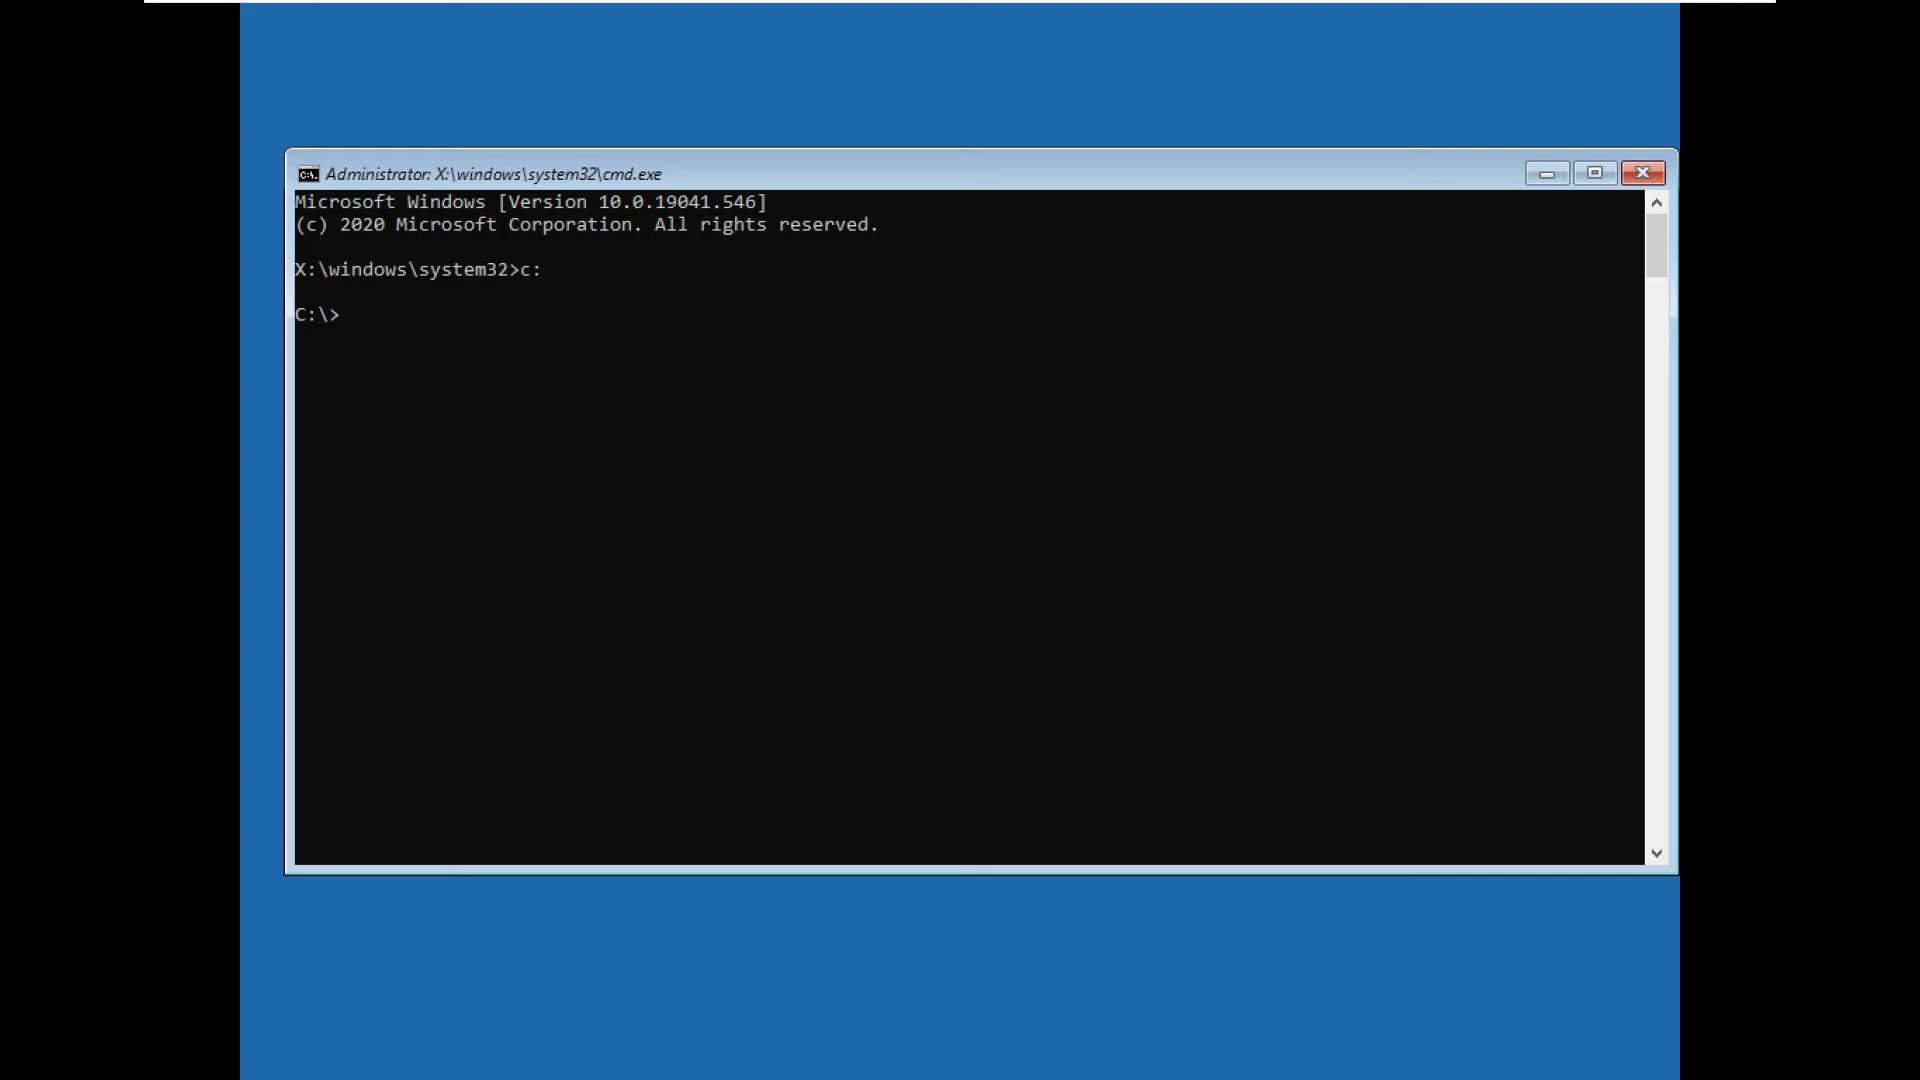 Administrator: X:\windows\system32\cmd.exe
Microsoft Windows [Version 10.0.19041.546]
(c) 2020 Microsoft Corporation. All rights reserved.
X:\windows\system32>c:
C:\>